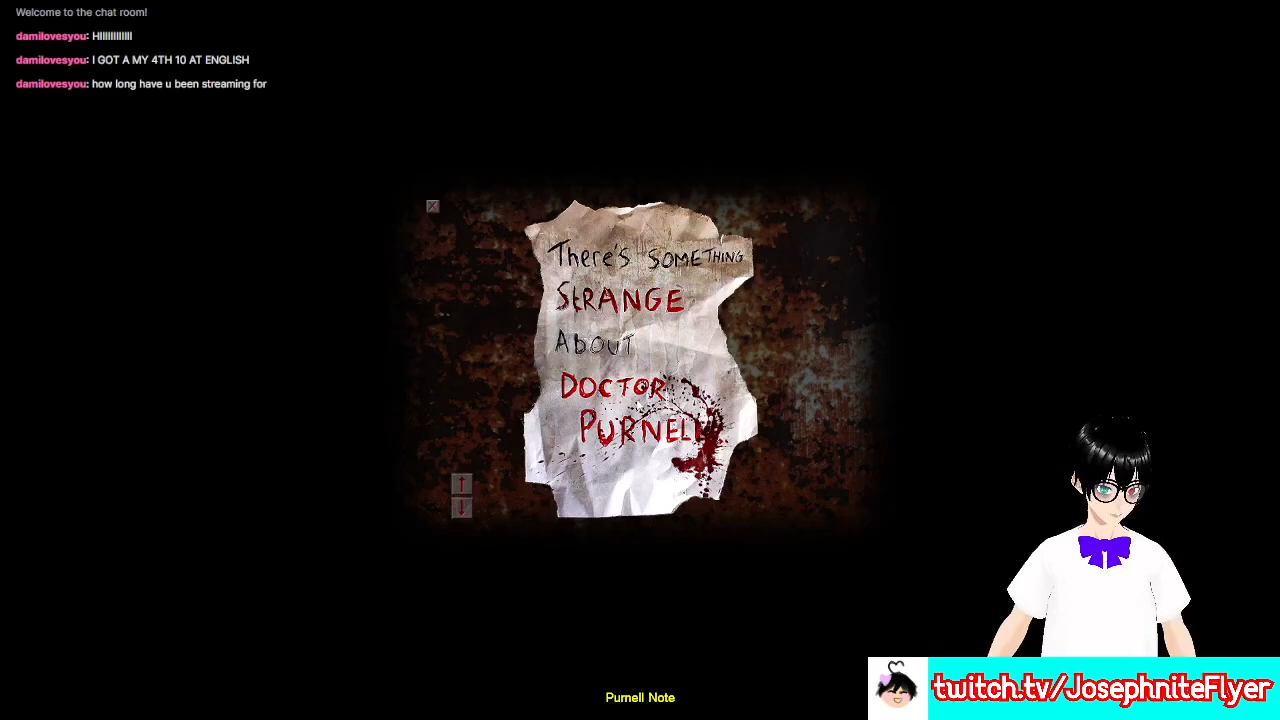 Welcome to the chat room!
damilovesyou: HIIIIIIIIIIII
damilovesyou: I GOT A MY 4TH 10 AT ENGLISH
damilovesyou: how long have u been streaming for
X
There's SOMETHING
STRANGE
ABOUT
DOCTOR
PURNELL
Purnell Note
twitch.tv/JosephniteFlyer